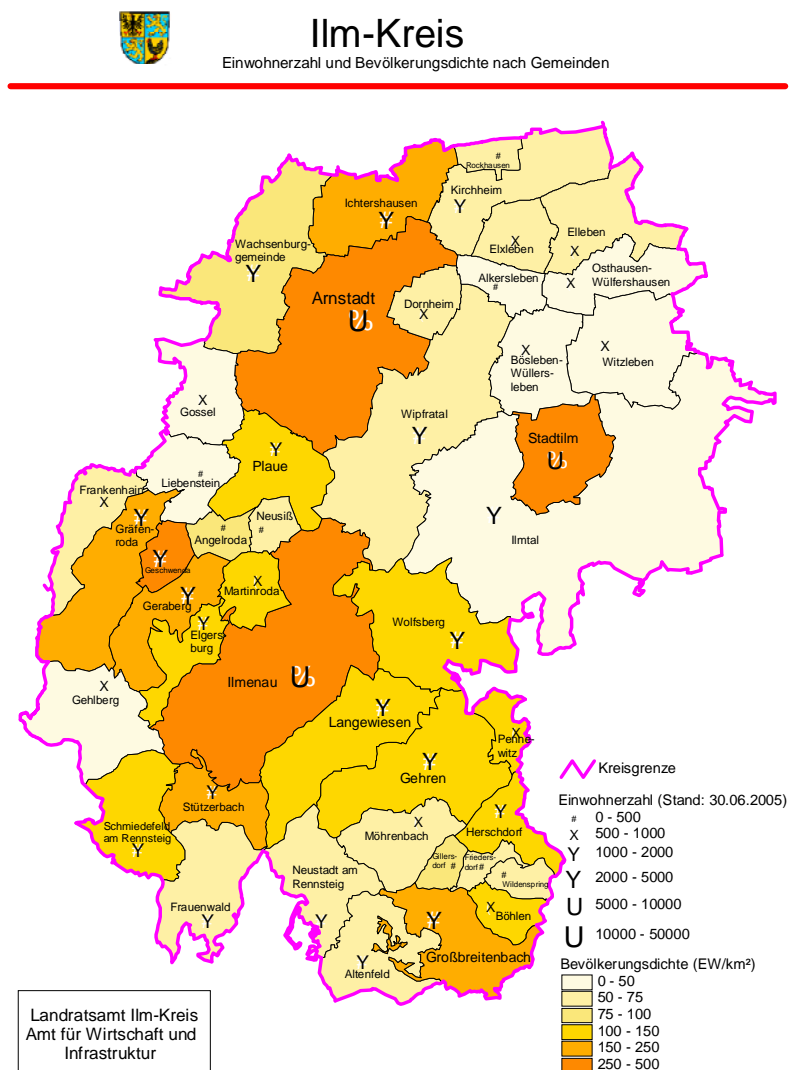 Ilm-Kreis
Einwohnerzahl und Bevölkerungsdichte nach Gemeinden
#
Rockhausen
Kirchheim
Y
Ichtershausen
Y
Wachsenburg-
gemeinde
Y
Elxleben
X
Elleben
X
Osthausen-
Wülfershausen
X
Alkersleben
#
Arnstadt
U
Dornheim
X
X
Bösleben-
Wüllers-
leben
X
Witzleben
X
Gossel
Wipfratal
Y
Stadtilm
U
Y
Plaue
#
Liebenstein
Frankenhain
X
Y
Gräfen-
roda
#
Angelroda
Neusiß
#
Y
Ilmtal
Y
Geschwenda
X
Martinroda
Y
Geraberg
Y
Elgers
burg
Wolfsberg
Y
Ilmenau
U
X
Gehlberg
Y
Langewiesen
X
Penne-
witz
Y
Gehren
Y
Stützerbach
Schmiedefeld
am Rennsteig
Y
X
Möhrenbach
Y
Herschdorf
Gillers-
dorf #
Frieders-
dorf #
#
Wildenspring
Neustadt am
Rennsteig
Y
Frauenwald
Y
X
Böhlen
Y
Großbreitenbach
Y
Altenfeld
Kreisgrenze
Einwohnerzahl (Stand: 30.06.2005)
# 0 - 500
X 500 - 1000
Y 1000 - 2000
Y 2000 - 5000
U 5000 - 10000
U 10000 - 50000
Bevölkerungsdichte (EW/km²)
0 - 50
50 - 75
75 - 100
100 - 150
150 - 250
250 - 500
Landratsamt Ilm-Kreis
Amt für Wirtschaft und
Infrastruktur